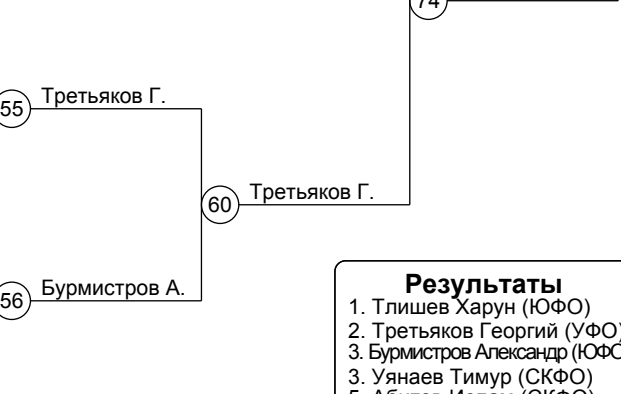 74
55 Третьяков Г.
60 Третьяков Г.
56 Бурмистров А.
Результаты
1. Тлишев Харун (ЮФО)
2. Третьяков Георгий (УФО)
3. Бурмистров Александр (ЮФО
3. Уянаев Тимур (СКФО)